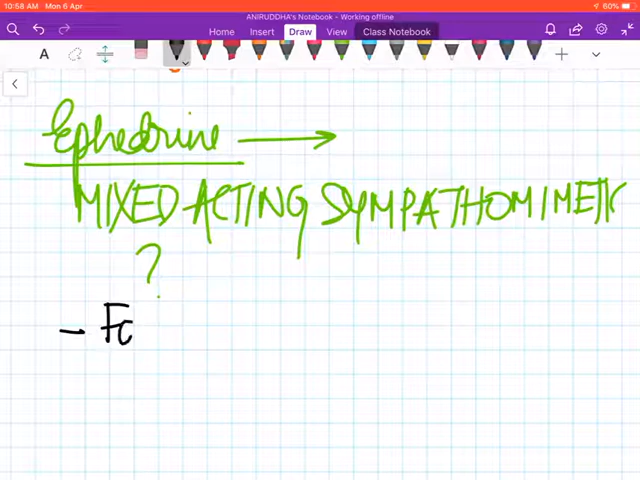 10:58 AM Mon 6 Apr 60%
ANIRUDDHA's Notebook - Working offline
Home Insert Draw View Class Notebook
A
Ephedrine →
MIXED ACTING SYMPATHOMIMETIC
?
- Fo